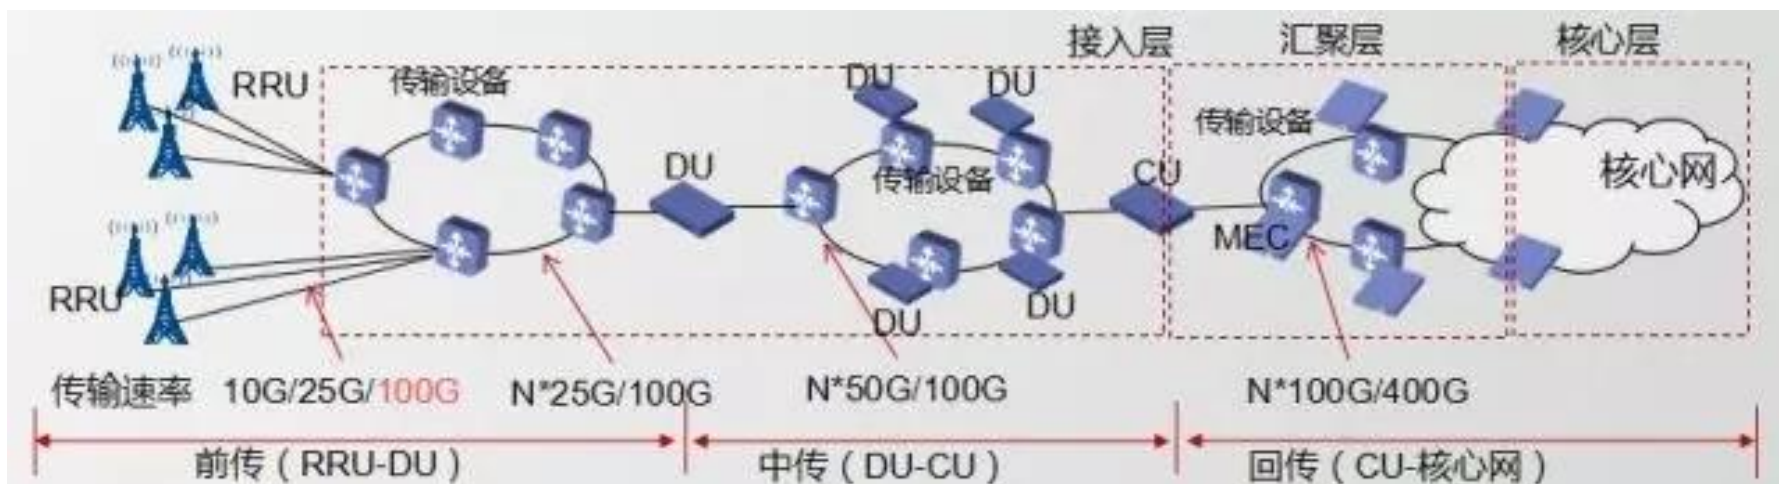 接入层
汇聚层
核心层
RRU
传输设备
DU
DU
传输设备
DU
传输设备
CU
核心网
MEC
RRU
DU
DU
传输速率 10G/25G/100G
N*25G/100G
N*50G/100G
N*100G/400G
前传（RRU-DU）
中传（DU-CU）
回传（CU-核心网）